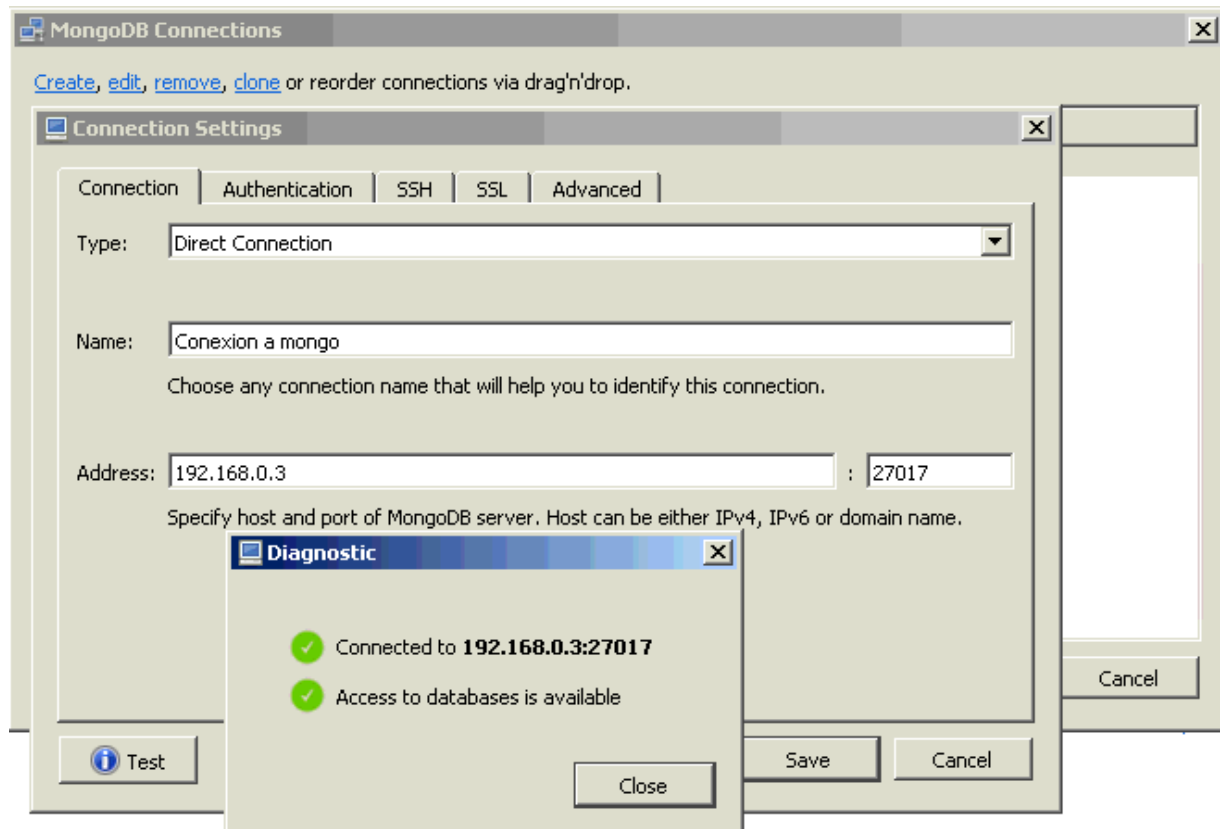 MongoDB Connections
Create, edit, remove, clone or reorder connections via drag'n'drop.
Connection Settings
Connection Authentication SSH SSL Advanced
Type: Direct Connection
Name: Conexion a mongo
Choose any connection name that will help you to identify this connection.
Address: 192.168.0.3 : 27017
Specify host and port of MongoDB server. Host can be either IPv4, IPv6 or domain name.
Diagnostic
Connected to 192.168.0.3:27017
Access to databases is available
Cancel
Test Save Cancel
Close